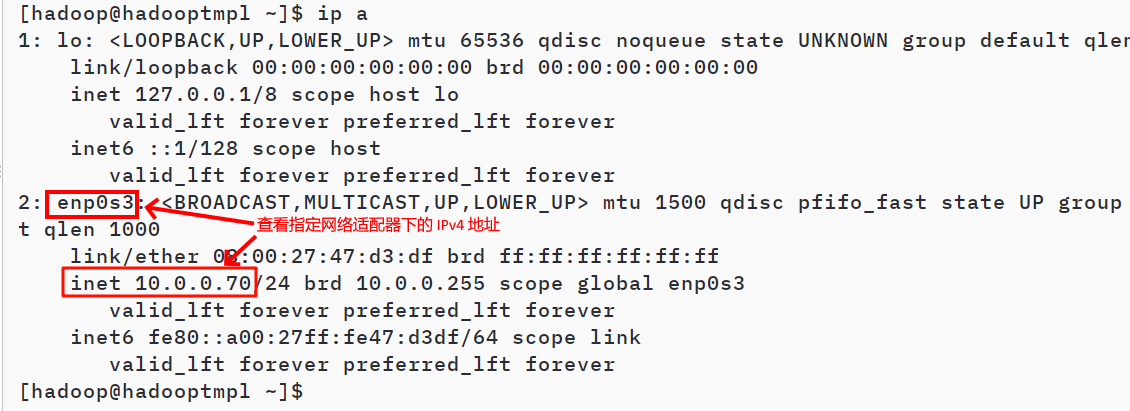 [hadoop@hadooptmpl ~]$ ip a
1: lo: <LOOPBACK,UP,LOWER_UP> mtu 65536 qdisc noqueue state UNKNOWN group default qlen
link/loopback 00:00:00:00:00:00 brd 00:00:00:00:00:00
inet 127.0.0.1/8 scope host lo
valid_lft forever preferred_lft forever
inet6 ::1/128 scope host
valid_lft forever preferred_lft forever
2: enp0s3: <BROADCAST,MULTICAST,UP,LOWER_UP> mtu 1500 qdisc pfifo_fast state UP group
查看指定网络适配器下的 IPv4 地址
t qlen 1000
link/ether 08:00:27:47:d3:df brd ff:ff:ff:ff:ff:ff
inet 10.0.0.70/24 brd 10.0.0.255 scope global enp0s3
valid_lft forever preferred_lft forever
inet6 fe80::a00:27ff:fe47:d3df/64 scope link
valid_lft forever preferred_lft forever
[hadoop@hadooptmpl ~]$